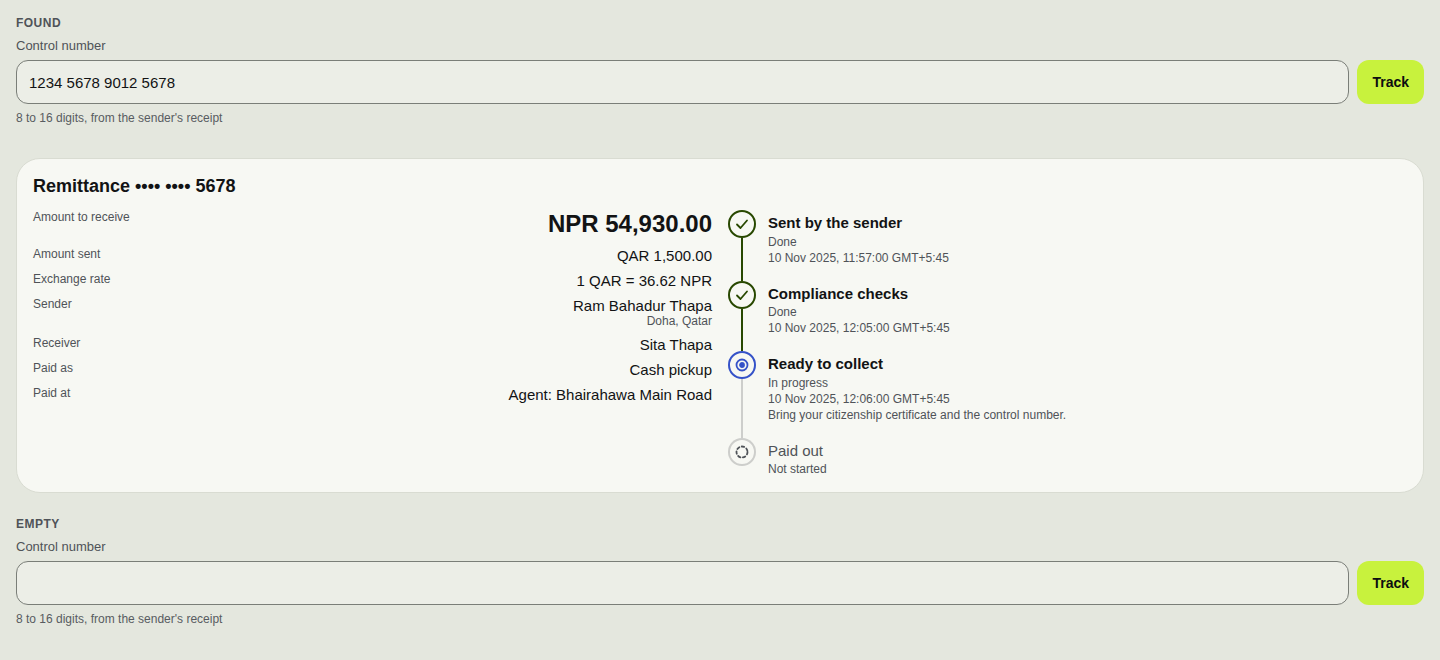 FOUND
Control number
1234 5678 9012 5678
Track
8 to 16 digits, from the sender's receipt
Remittance •••• •••• 5678
Amount to receive
NPR 54,930.00
Amount sent
QAR 1,500.00
Exchange rate
1 QAR = 36.62 NPR
Sender
Ram Bahadur Thapa
Doha, Qatar
Receiver
Sita Thapa
Paid as
Cash pickup
Paid at
Agent: Bhairahawa Main Road
Sent by the sender
Done
10 Nov 2025, 11:57:00 GMT+5:45
Compliance checks
Done
10 Nov 2025, 12:05:00 GMT+5:45
Ready to collect
In progress
10 Nov 2025, 12:06:00 GMT+5:45
Bring your citizenship certificate and the control number.
Paid out
Not started
EMPTY
Control number
Track
8 to 16 digits, from the sender's receipt